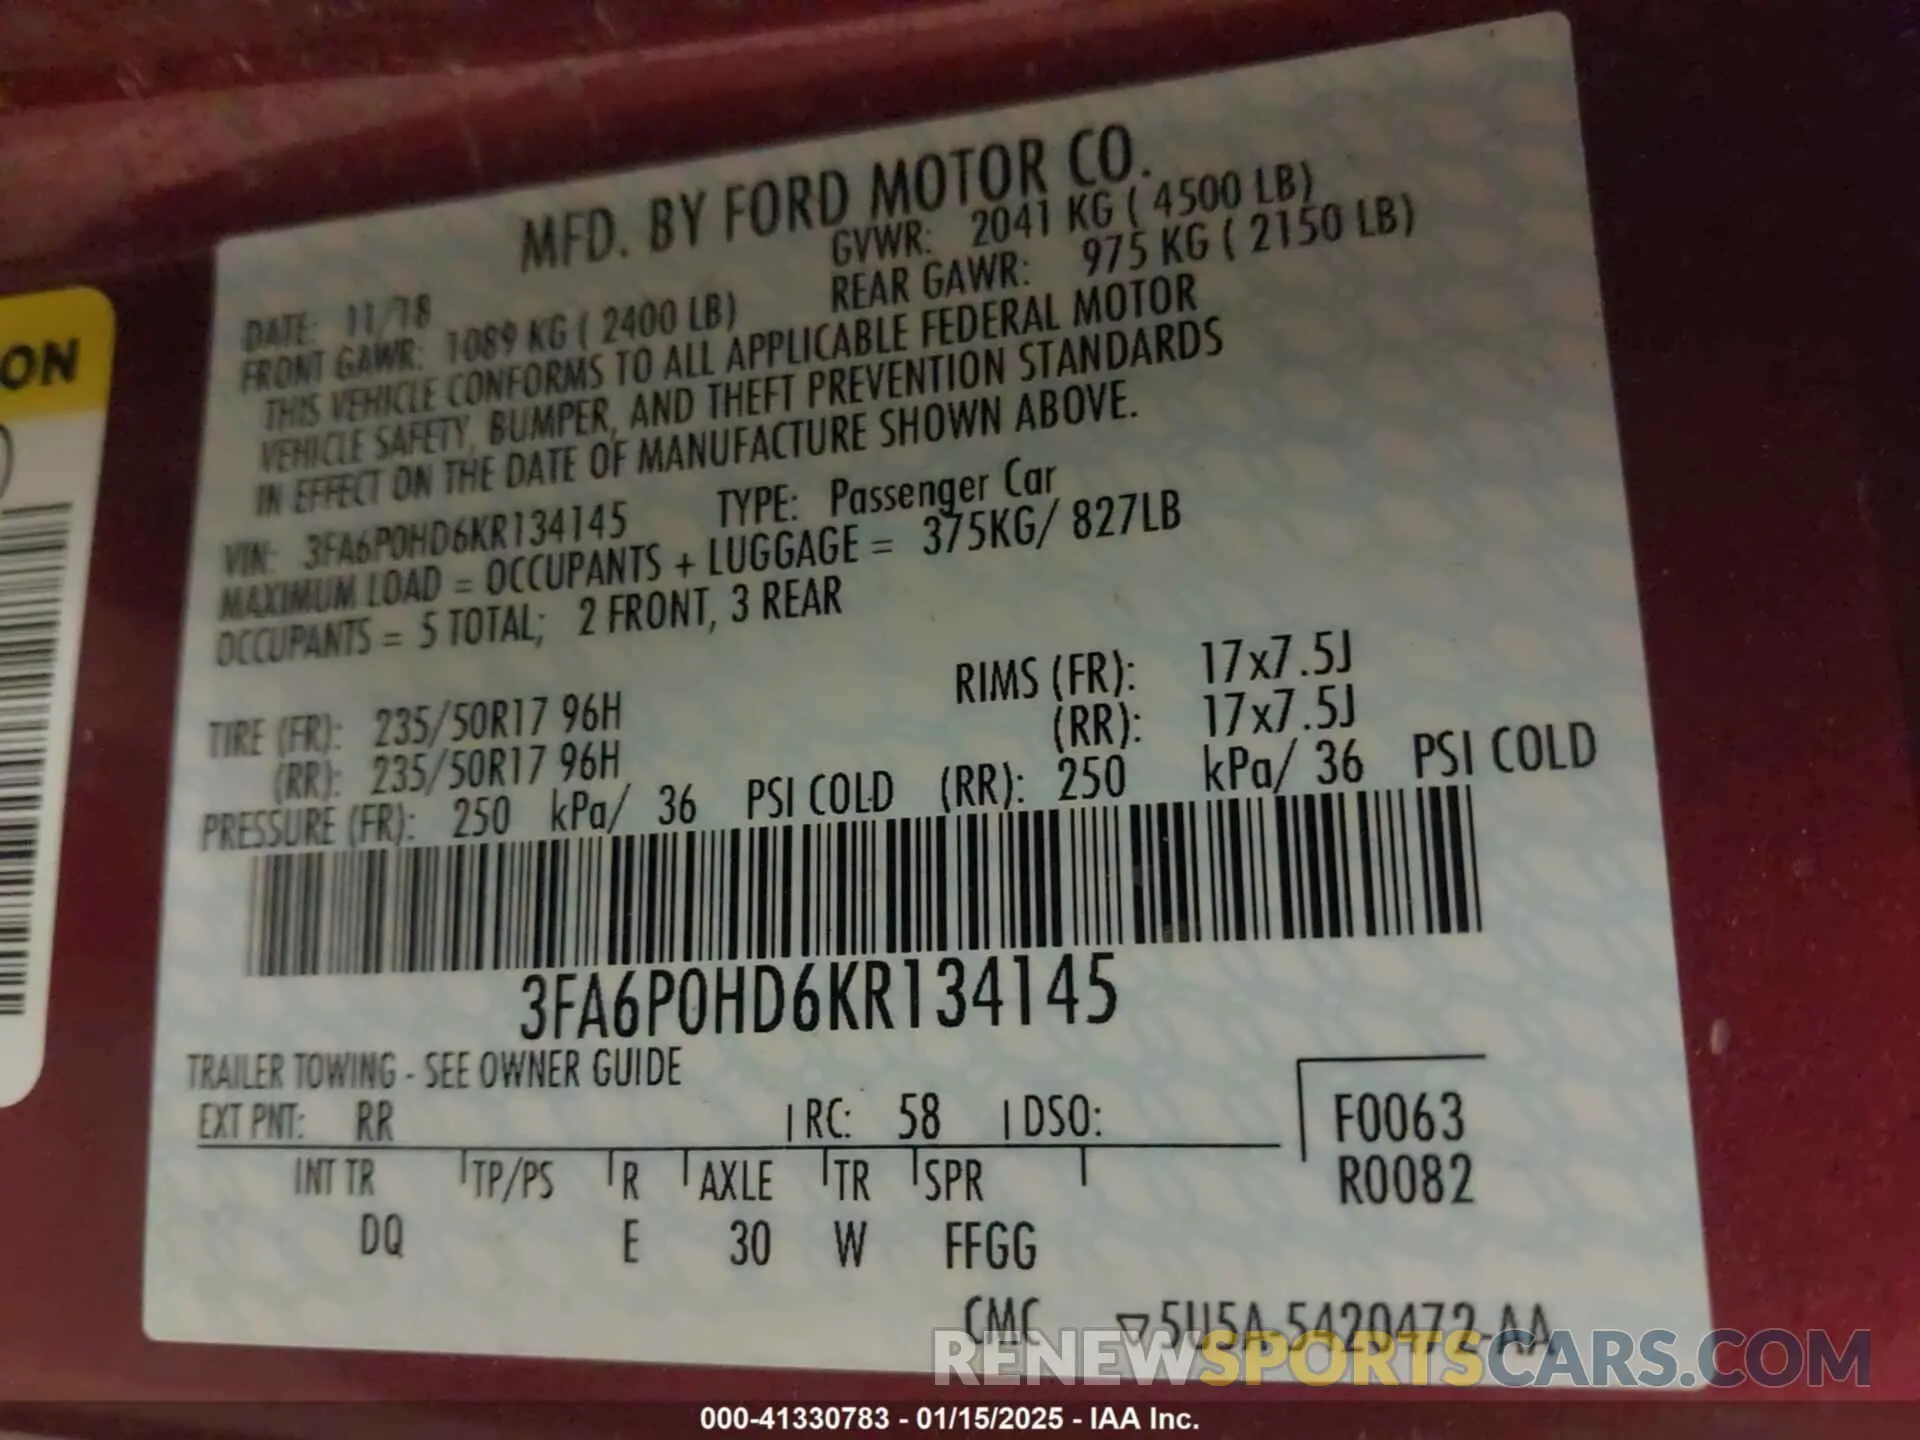 ON
MFD. BY FORD MOTOR CO.
DATE: 11/18 GVWR: 2041 KG ( 4500 LB)
FRONT GAWR: 1089 KG ( 2400 LB) REAR GAWR: 975 KG ( 2150 LB)
THIS VEHICLE CONFORMS TO ALL APPLICABLE FEDERAL MOTOR
VEHICLE SAFETY, BUMPER, AND THEFT PREVENTION STANDARDS
IN EFFECT ON THE DATE OF MANUFACTURE SHOWN ABOVE.
VIN: 3FA6P0HD6KR134145 TYPE: Passenger Car
MAXIMUM LOAD = OCCUPANTS + LUGGAGE = 375KG/ 827LB
OCCUPANTS = 5 TOTAL; 2 FRONT, 3 REAR
TIRE (FR): 235/50R17 96H RIMS (FR): 17x7.5J
(RR): 235/50R17 96H (RR): 17x7.5J
PRESSURE (FR): 250 kPa/ 36 PSI COLD (RR): 250 kPa/ 36 PSI COLD
3FA6P0HD6KR134145
TRAILER TOWING - SEE OWNER GUIDE
EXT PNT: RR RC: 58 DSO: F0063
R0082
INT TR TP/PS R AXLE TR SPR
DQ E 30 W FFGG
CMC ▽5U5A-5420472-AA
RENEWSPORTSCARS.COM
000-41330783 - 01/15/2025 - IAA Inc.